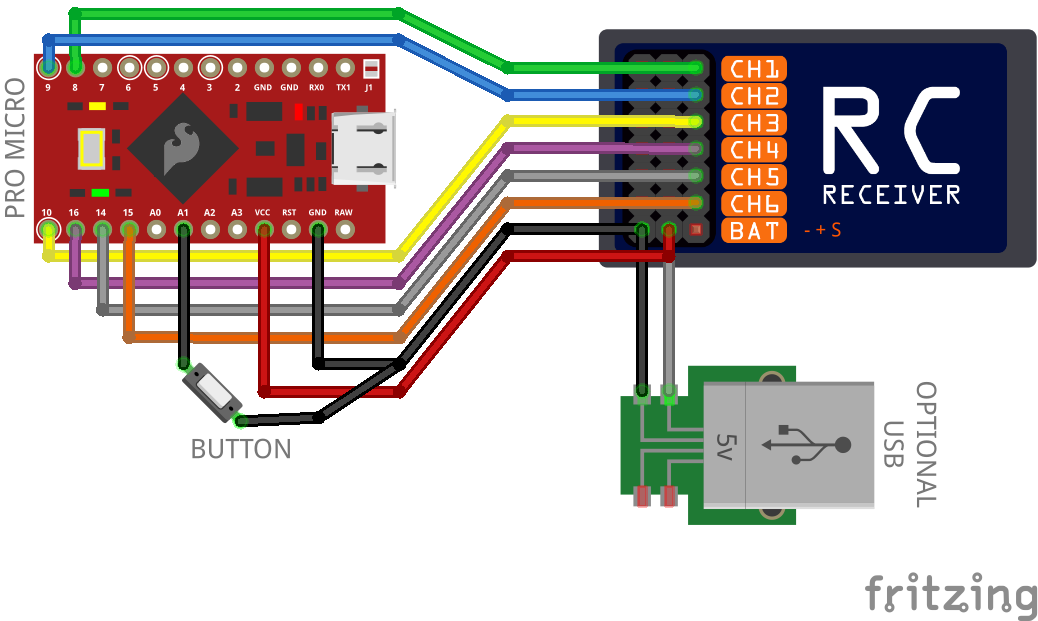 PRO MICRO
9 8 7 6 5 4 3 2 GND GND RX0 TX1 J1
10 16 14 15 A0 A1 A2 A3 VCC RST GND RAW
CH1
CH2
CH3
CH4
CH5
CH6
BAT
- + S
RC
RECEIVER
BUTTON
5v
OPTIONAL
USB
fritzing